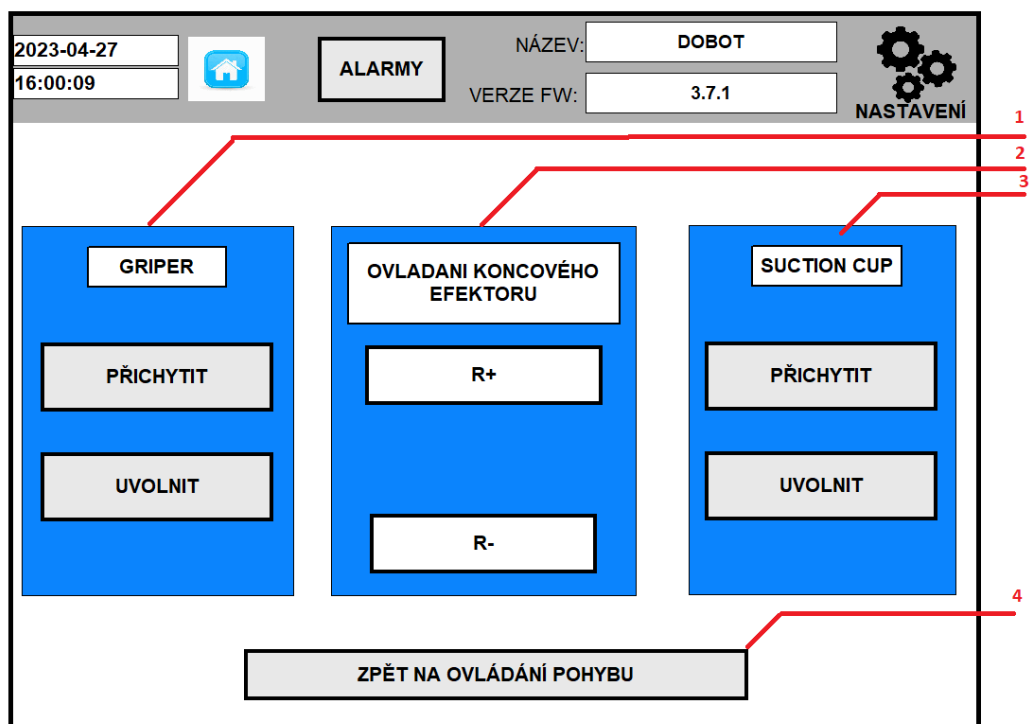 2023-04-27
16:00:09
ALARMY
NÁZEV:
DOBOT
VERZE FW:
3.7.1
NASTAVENÍ
1
2
3
GRIPER
PŘICHYTIT
UVOLNIT
OVLADANI KONCOVÉHO
EFEKTORU
R+
R-
SUCTION CUP
PŘICHYTIT
UVOLNIT
4
ZPĚT NA OVLÁDÁNÍ POHYBU